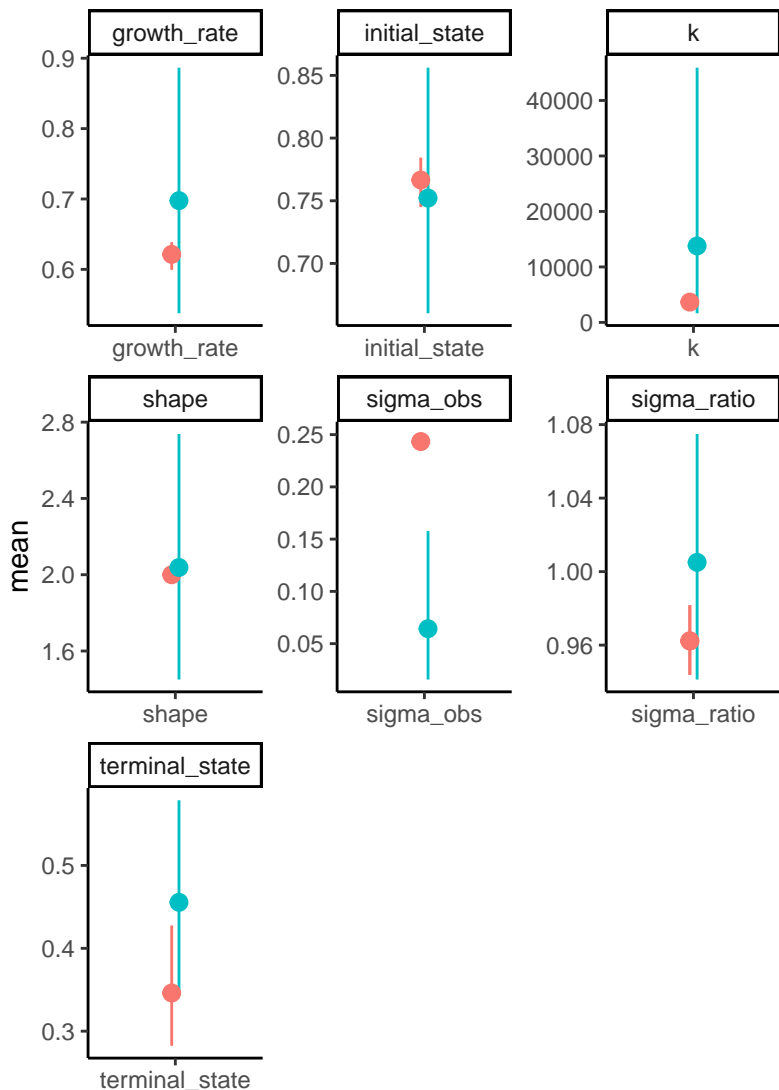 growth_rate
initial_state
k
0.9
0.8
0.7
0.6
0.85
0.80
0.75
0.70
40000
30000
20000
10000
0
growth_rate
initial_state
k
shape
sigma_obs
sigma_ratio
mean
2.8
2.4
2.0
1.6
0.25
0.20
0.15
0.10
0.05
1.08
1.04
1.00
0.96
shape
sigma_obs
sigma_ratio
terminal_state
0.5
0.4
0.3
terminal_state